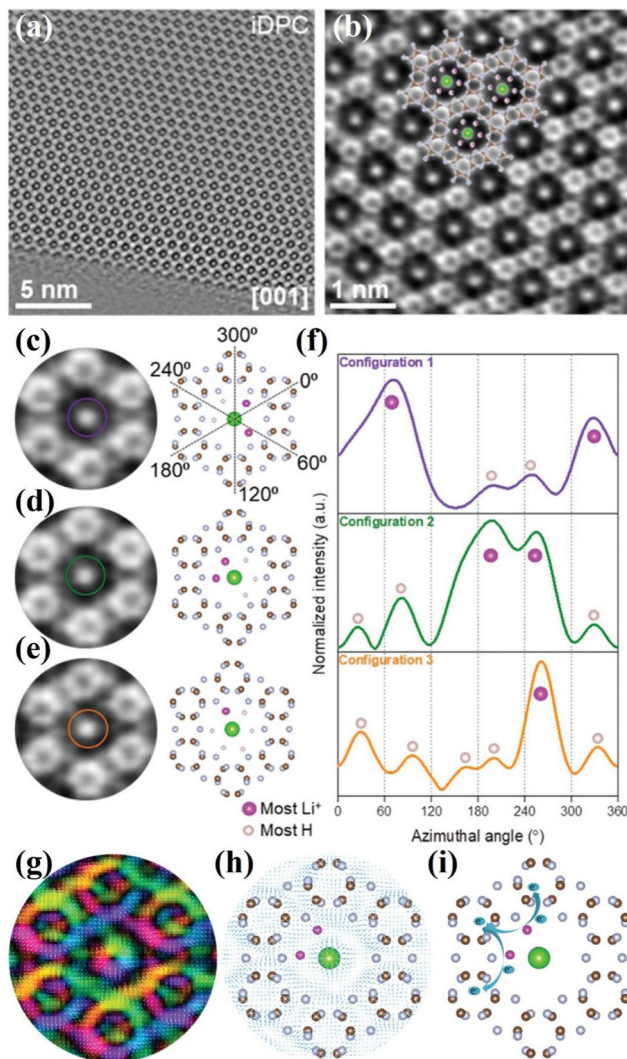 (a)
iDPC
5 nm
[001]
(b)
1 nm
(c)
300º
240º
0º
180º
60º
120º
(d)
(e)
Most Li⁺
Most H
(f)
Configuration 1
Configuration 2
Configuration 3
Normalized intensity (a.u.)
0 60 120 180 240 300 360
Azimuthal angle (°)
(g)
(h)
(i)
e⁻
e⁻
e⁻
e⁻